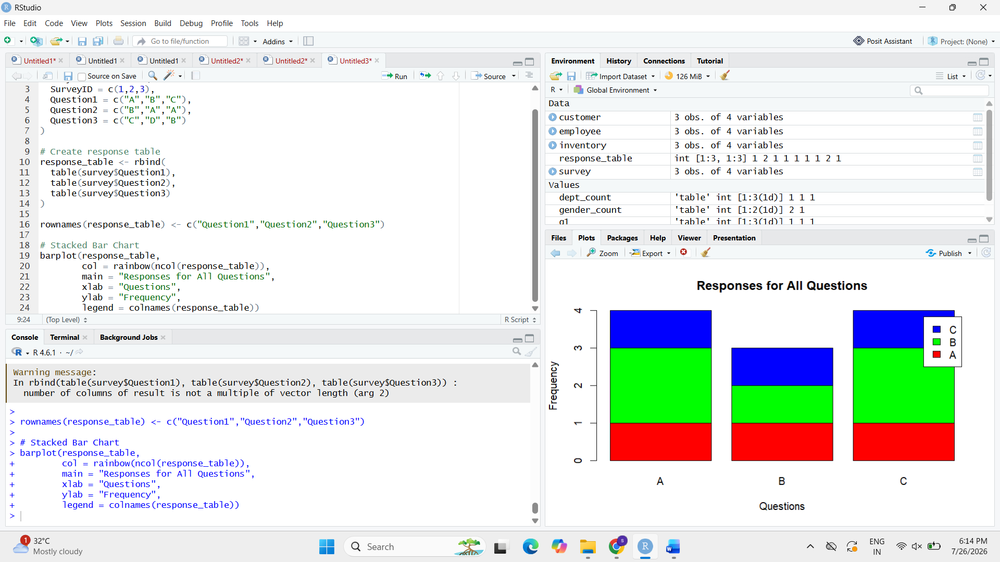 RStudio
File Edit Code View Plots Session Build Debug Profile Tools Help
Go to file/function Addins Posit Assistant Project: (None)
Untitled1* Untitled1 Untitled1 Untitled2* Untitled2* Untitled3*
Source on Save Run Source
3 SurveyID = c(1,2,3),
4 Question1 = c("A","B","C"),
5 Question2 = c("B","A","A"),
6 Question3 = c("C","D","B")
7 )
8
9 # Create response table
10 response_table <- rbind(
11 table(survey$Question1),
12 table(survey$Question2),
13 table(survey$Question3)
14 )
15
16 rownames(response_table) <- c("Question1","Question2","Question3")
17
18 # Stacked Bar Chart
19 barplot(response_table,
20 col = rainbow(ncol(response_table)),
21 main = "Responses for All Questions",
22 xlab = "Questions",
23 ylab = "Frequency",
24 legend = colnames(response_table))
9:24 (Top Level) R Script
Console Terminal Background Jobs
R 4.6.1 · ~/
Warning message:
In rbind(table(survey$Question1), table(survey$Question2), table(survey$Question3)) :
number of columns of result is not a multiple of vector length (arg 2)
>
> rownames(response_table) <- c("Question1","Question2","Question3")
>
> # Stacked Bar Chart
> barplot(response_table,
+ col = rainbow(ncol(response_table)),
+ main = "Responses for All Questions",
+ xlab = "Questions",
+ ylab = "Frequency",
+ legend = colnames(response_table))
>
Environment History Connections Tutorial
Import Dataset 126 MiB List
R Global Environment
Data
customer 3 obs. of 4 variables
employee 3 obs. of 4 variables
inventory 3 obs. of 4 variables
response_table int [1:3, 1:3] 1 2 1 1 1 1 1 2 1
survey 3 obs. of 4 variables
Values
dept_count 'table' int [1:3(1d)] 1 1 1
gender_count 'table' int [1:2(1d)] 2 1
q1 'table' int [1:3(1d)] 1 1 1
Files Plots Packages Help Viewer Presentation
Zoom Export Publish
Responses for All Questions
Frequency
4
3
2
1
0
C
B
A
A B C
Questions
1 32°C
Mostly cloudy
Search
ENG
IN
6:14 PM
7/26/2026